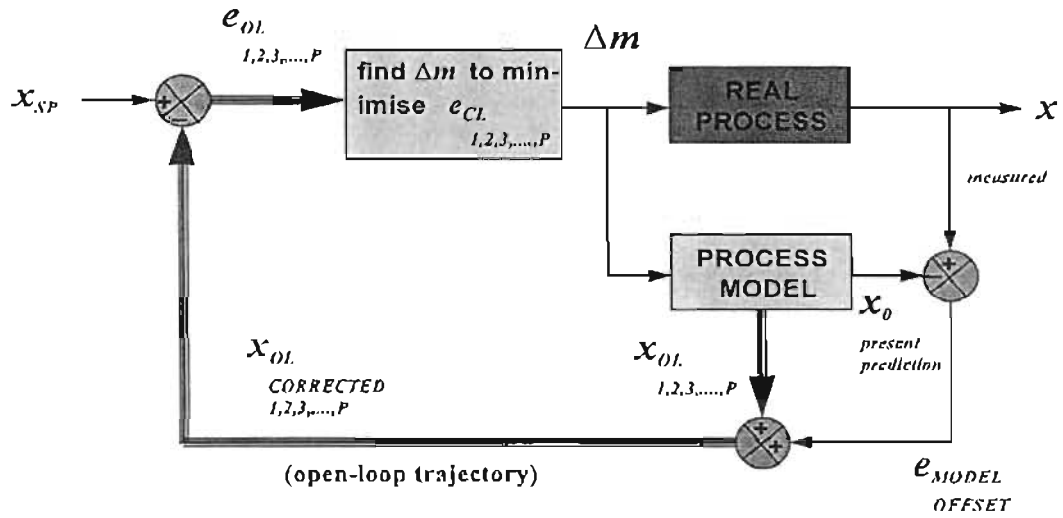 e_OL
1,2,3,....,P
Δm
x_SP
+
−
find Δm to min-
imise e_CL
1,2,3,....,P
REAL
PROCESS
x
measured
PROCESS
MODEL
+
−
x_0
present
prediction
x_OL
CORRECTED
1,2,3,....,P
x_OL
1,2,3,....,P
+
+
(open-loop trajectory)
e_MODEL
OFFSET